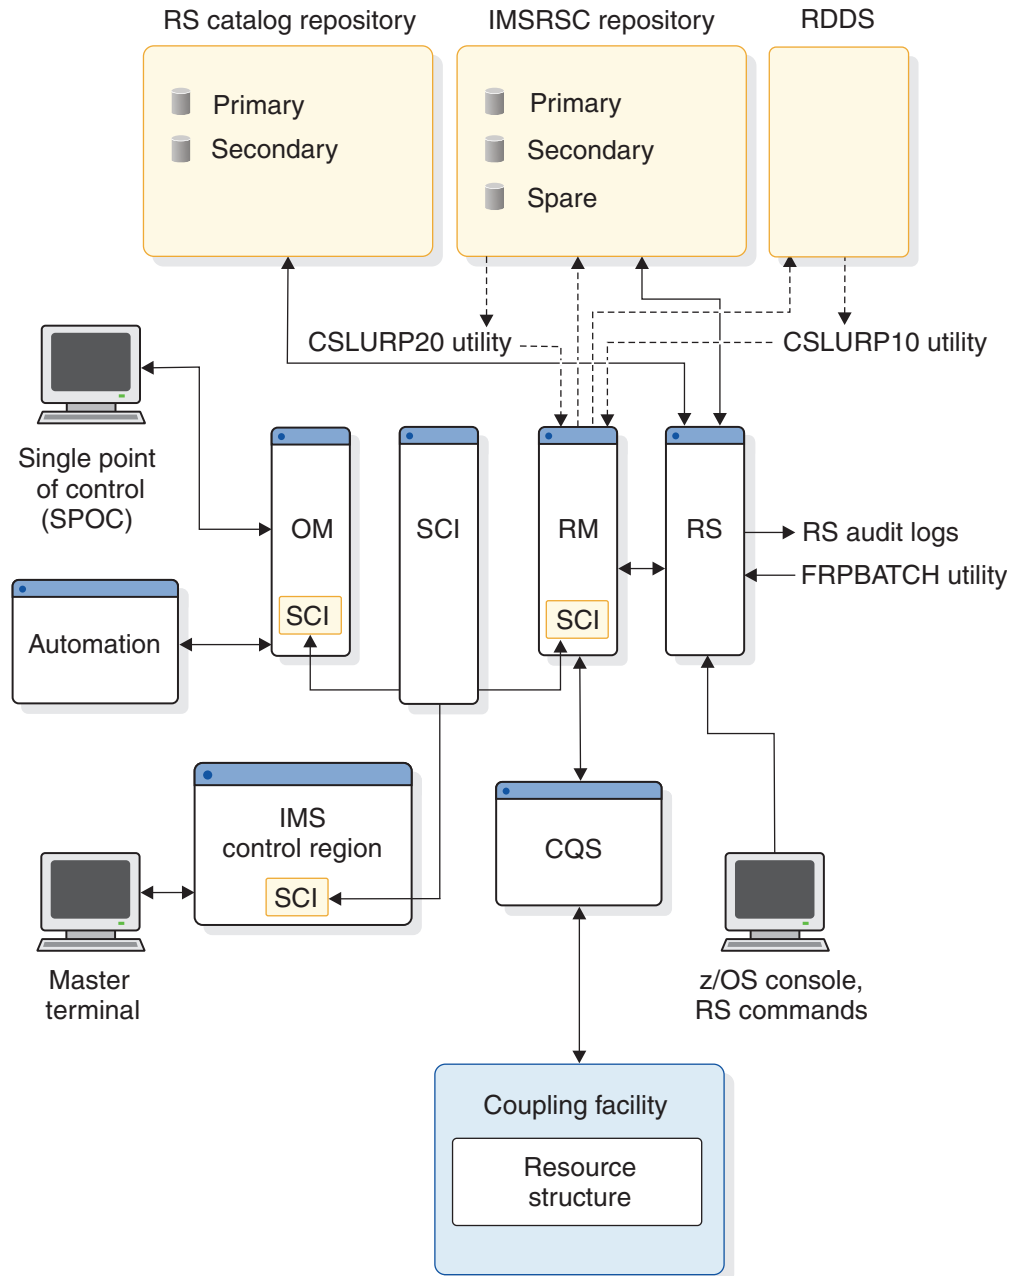 RS catalog repository
IMSRSC repository
RDDS
Primary
Secondary
Primary
Secondary
Spare
CSLURP20 utility
CSLURP10 utility
Single point
of control
(SPOC)
OM
SCI
SCI
RM
SCI
RS
RS audit logs
FRPBATCH utility
Automation
IMS
control region
SCI
CQS
Master
terminal
z/OS console,
RS commands
Coupling facility
Resource
structure